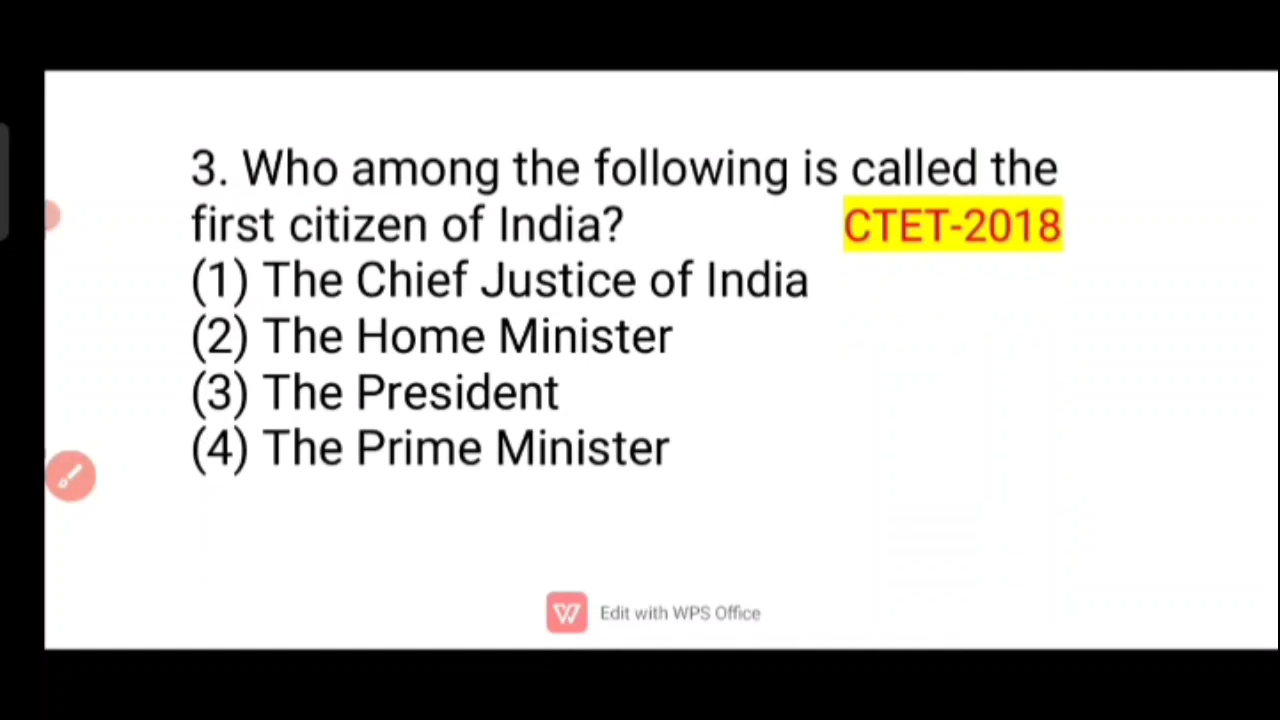 3. Who among the following is called the
first citizen of India? CTET-2018
(1) The Chief Justice of India
(2) The Home Minister
(3) The President
(4) The Prime Minister
Edit with WPS Office